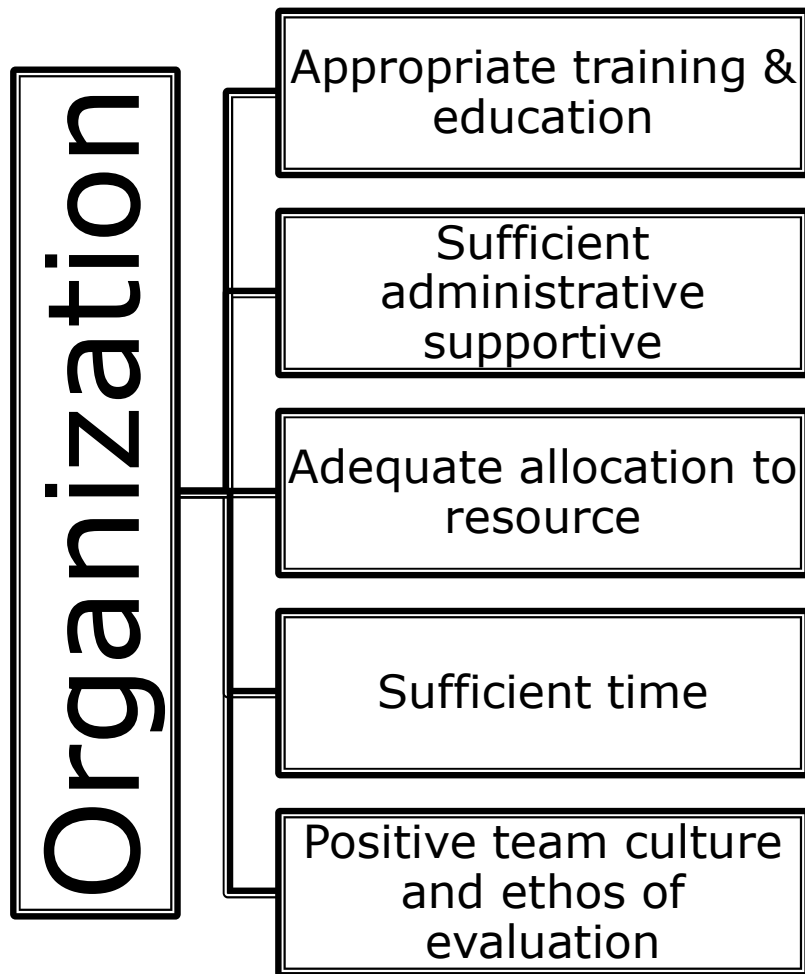 Organization
Appropriate training &
education
Sufficient
administrative
supportive
Adequate allocation to
resource
Sufficient time
Positive team culture
and ethos of
evaluation